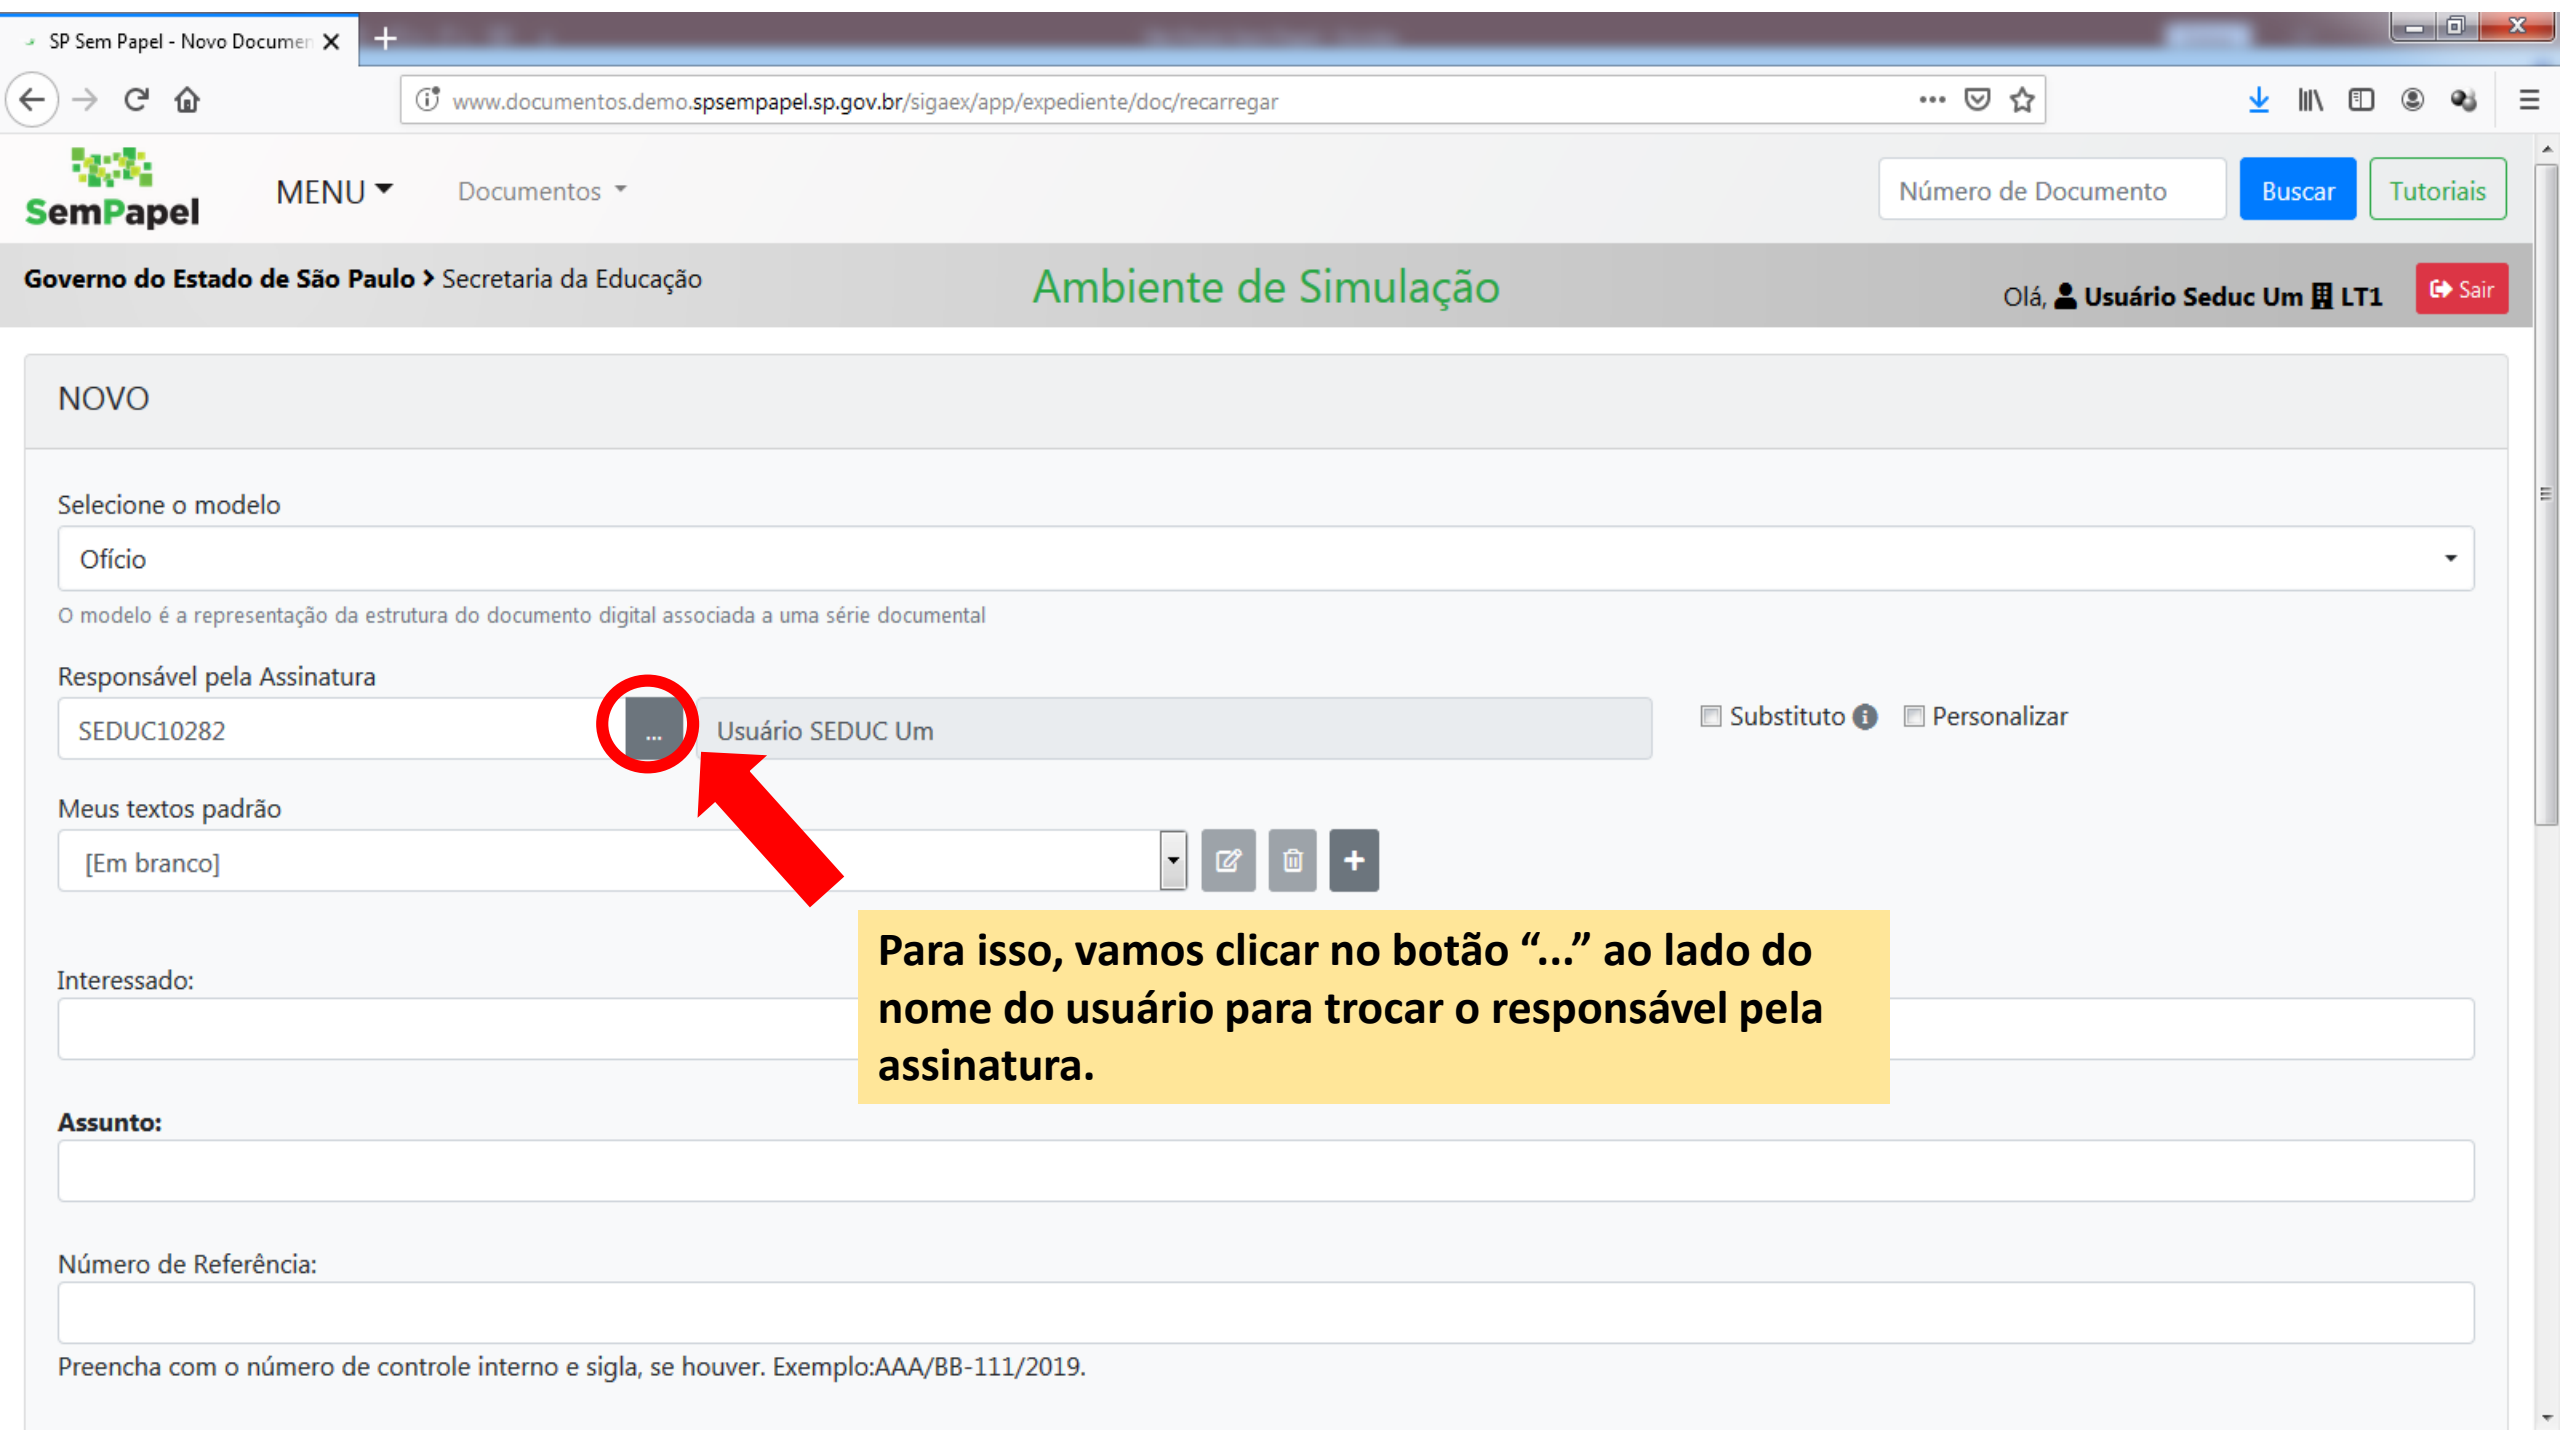 SP Sem Papel - Novo Documen
www.documentos.demo.spsempapel.sp.gov.br/sigaex/app/expediente/doc/recarregar
SemPapel
MENU
Documentos
Número de Documento
Buscar
Tutoriais
Governo do Estado de São Paulo > Secretaria da Educação
Ambiente de Simulação
Olá, Usuário Seduc Um LT1
Sair
NOVO
Selecione o modelo
Ofício
O modelo é a representação da estrutura do documento digital associada a uma série documental
Responsável pela Assinatura
SEDUC10282
...
Usuário SEDUC Um
Substituto
Personalizar
Meus textos padrão
[Em branco]
Para isso, vamos clicar no botão “...” ao lado do
nome do usuário para trocar o responsável pela
assinatura.
Interessado:
Assunto:
Número de Referência:
Preencha com o número de controle interno e sigla, se houver. Exemplo:AAA/BB-111/2019.